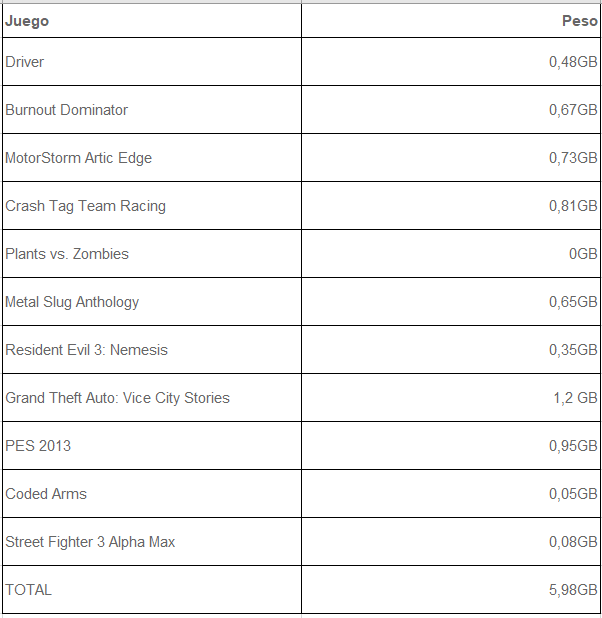 Juego Peso
Driver 0,48GB
Burnout Dominator 0,67GB
MotorStorm Artic Edge 0,73GB
Crash Tag Team Racing 0,81GB
Plants vs. Zombies 0GB
Metal Slug Anthology 0,65GB
Resident Evil 3: Nemesis 0,35GB
Grand Theft Auto: Vice City Stories 1,2 GB
PES 2013 0,95GB
Coded Arms 0,05GB
Street Fighter 3 Alpha Max 0,08GB
TOTAL 5,98GB